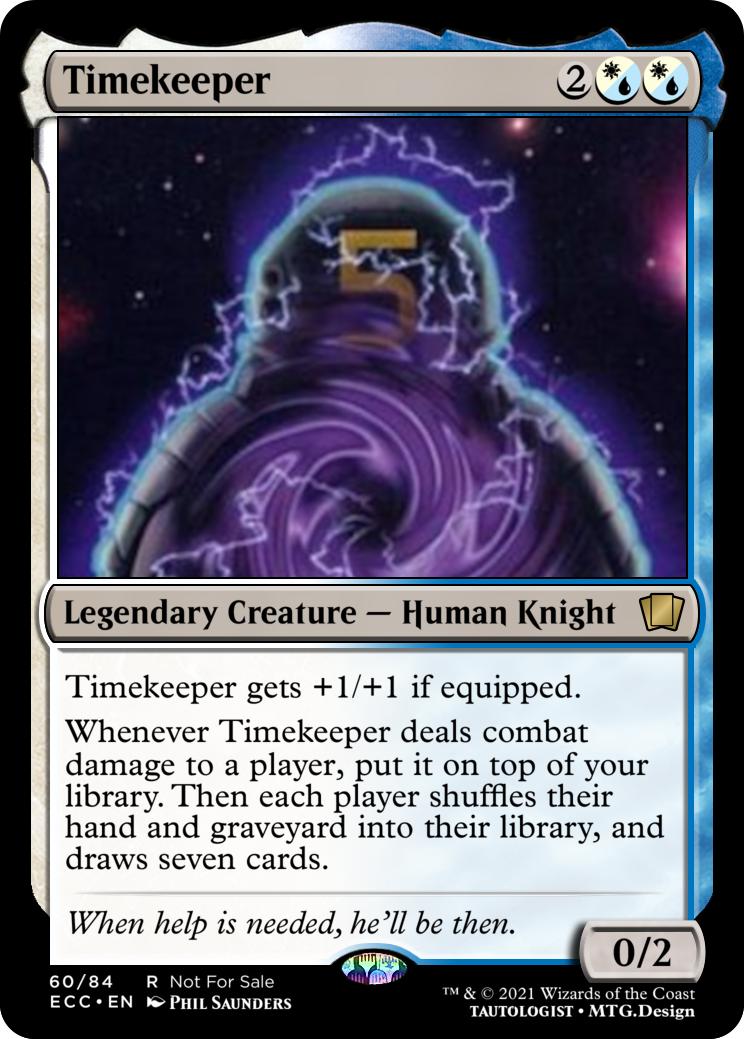 Timekeeper 2
5
Legendary Creature — Human Knight
Timekeeper gets +1/+1 if equipped.
Whenever Timekeeper deals combat
damage to a player, put it on top of your
library. Then each player shuffles their
hand and graveyard into their library, and
draws seven cards.
When help is needed, he'll be then.
0/2
60/84 R Not For Sale
ECC • EN PHIL SAUNDERS
™ & © 2021 Wizards of the Coast
TAUTOLOGIST • MTG.Design